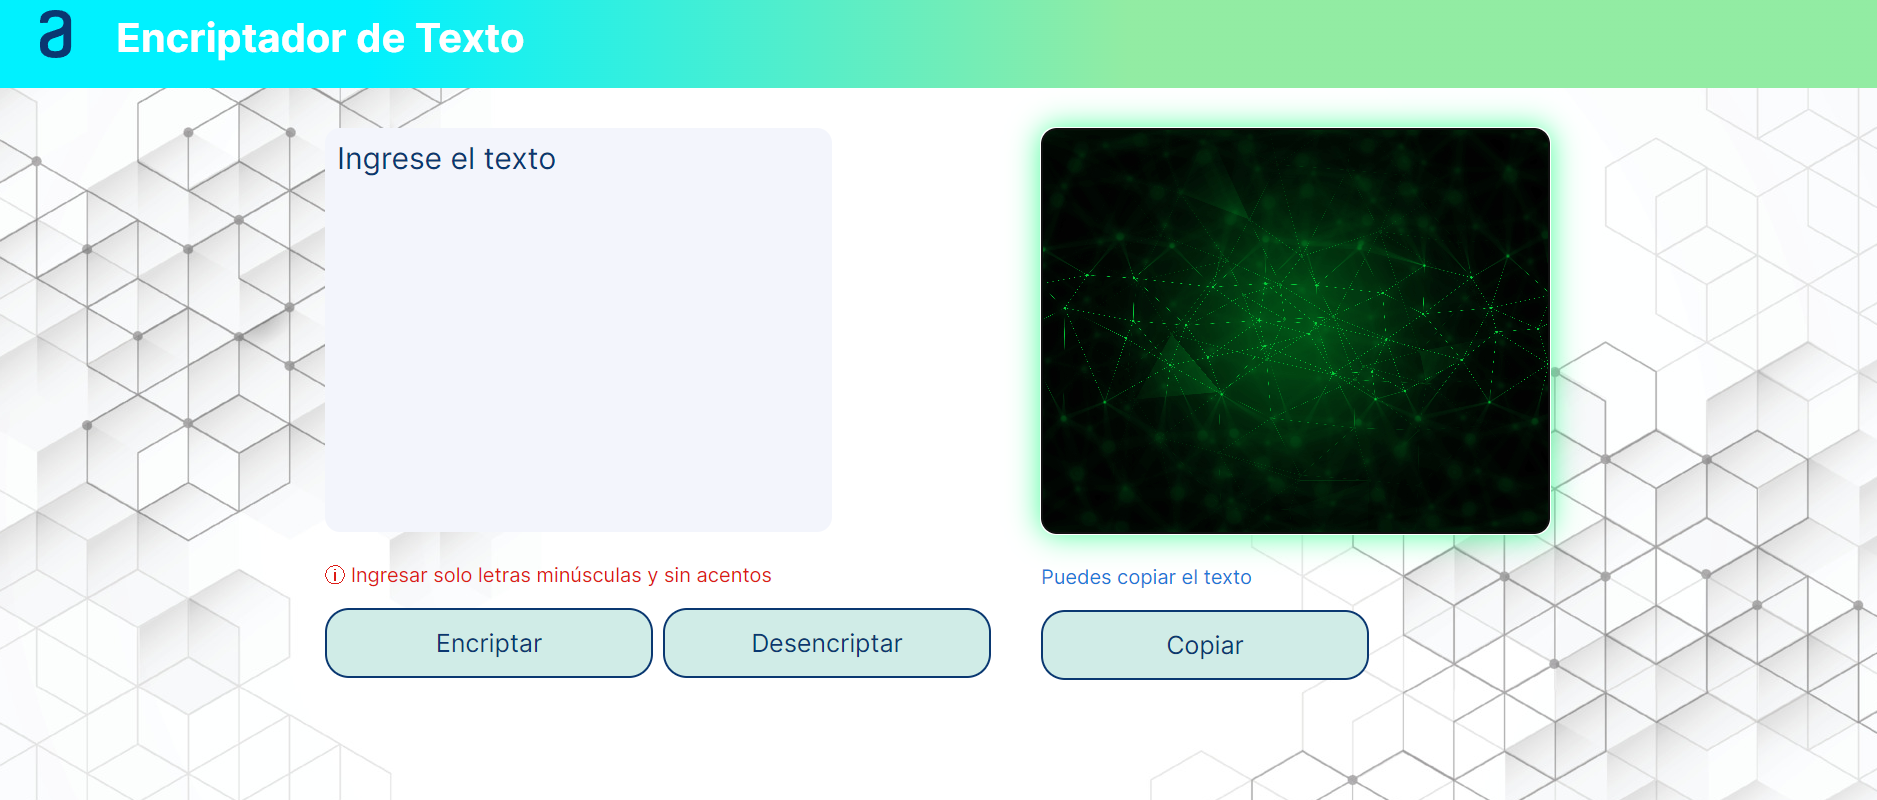 a
Encriptador de Texto
Ingrese el texto
Ingresar solo letras minúsculas y sin acentos
Encriptar
Desencriptar
Puedes copiar el texto
Copiar